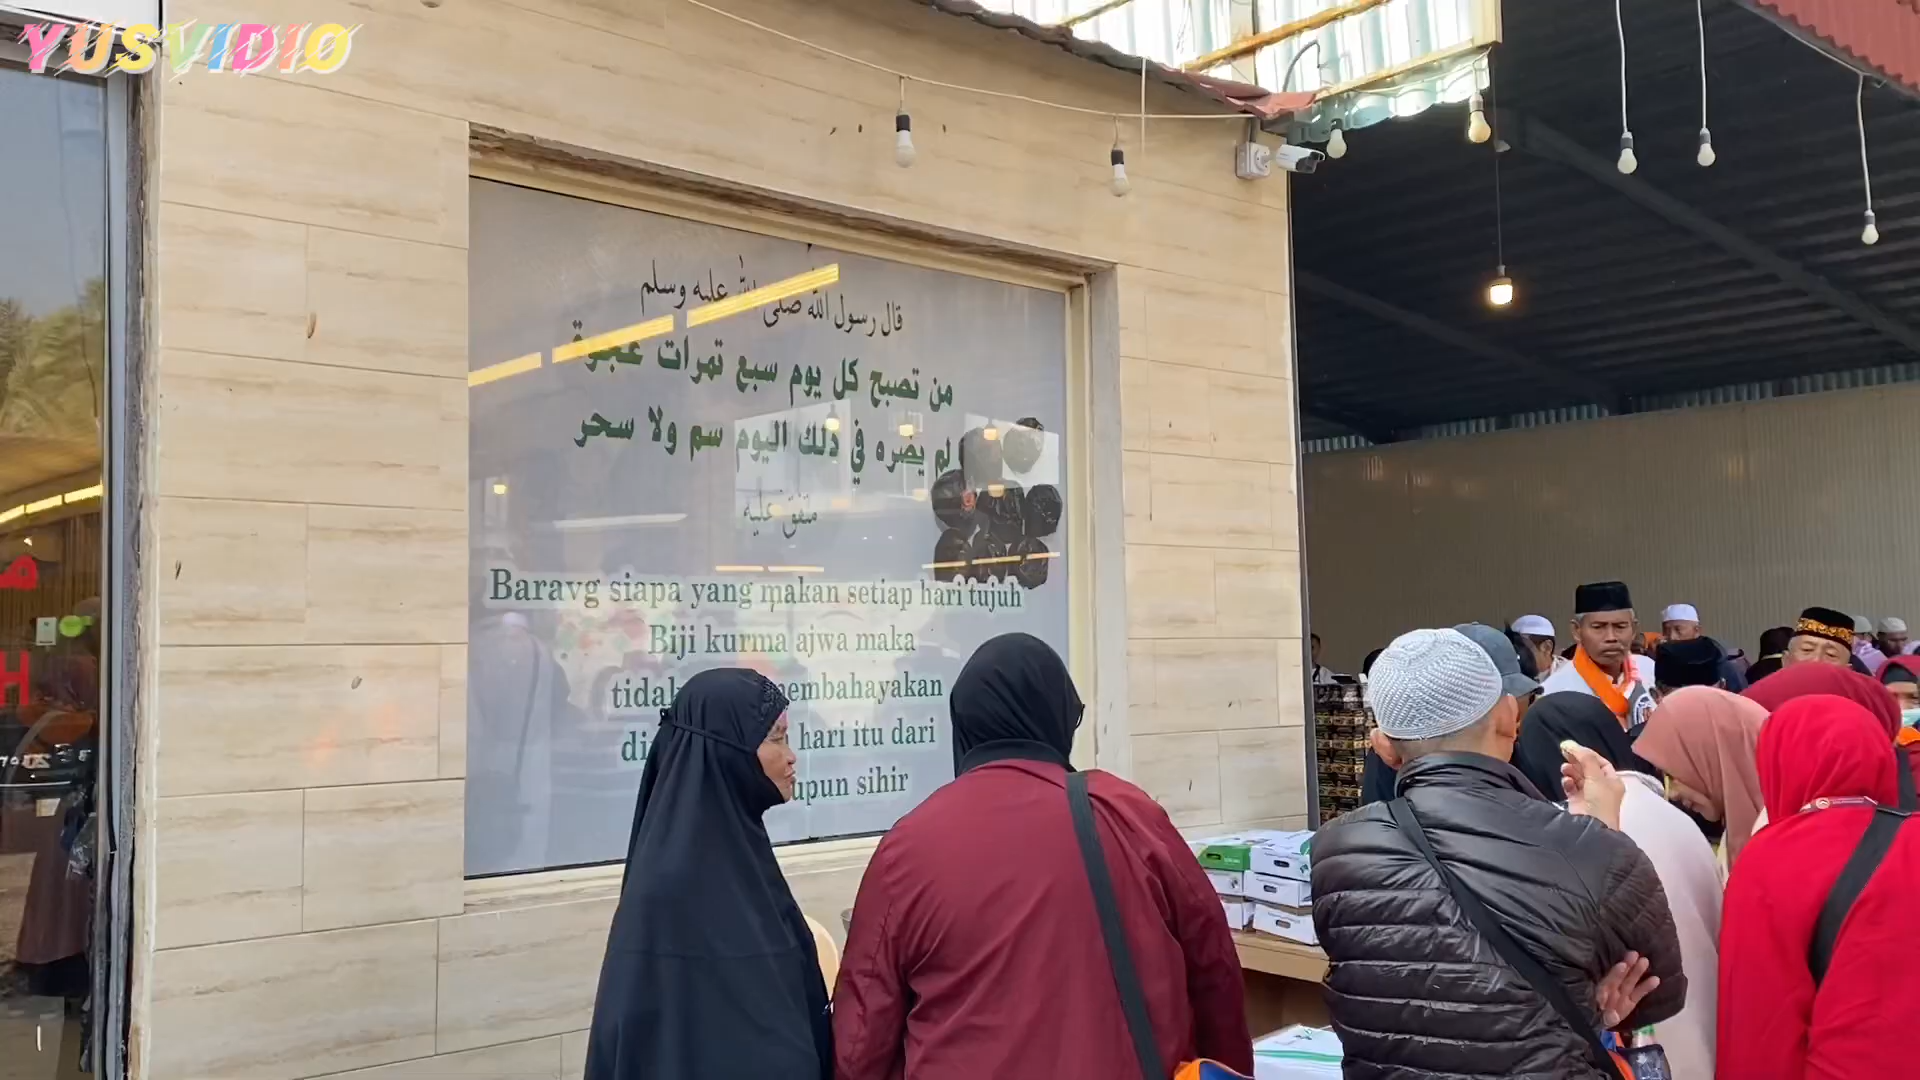 YUSVIDIO
قال رسول الله صلى الله عليه وسلم
من تصبح كل يوم سبع تمرات عجوة
لم يضره في ذلك اليوم سم ولا سحر
متفق عليه
Baravg siapa yang makan setiap hari tujuh
Biji kurma ajwa maka
tidak membahayakan
di hari itu dari
upun sihir